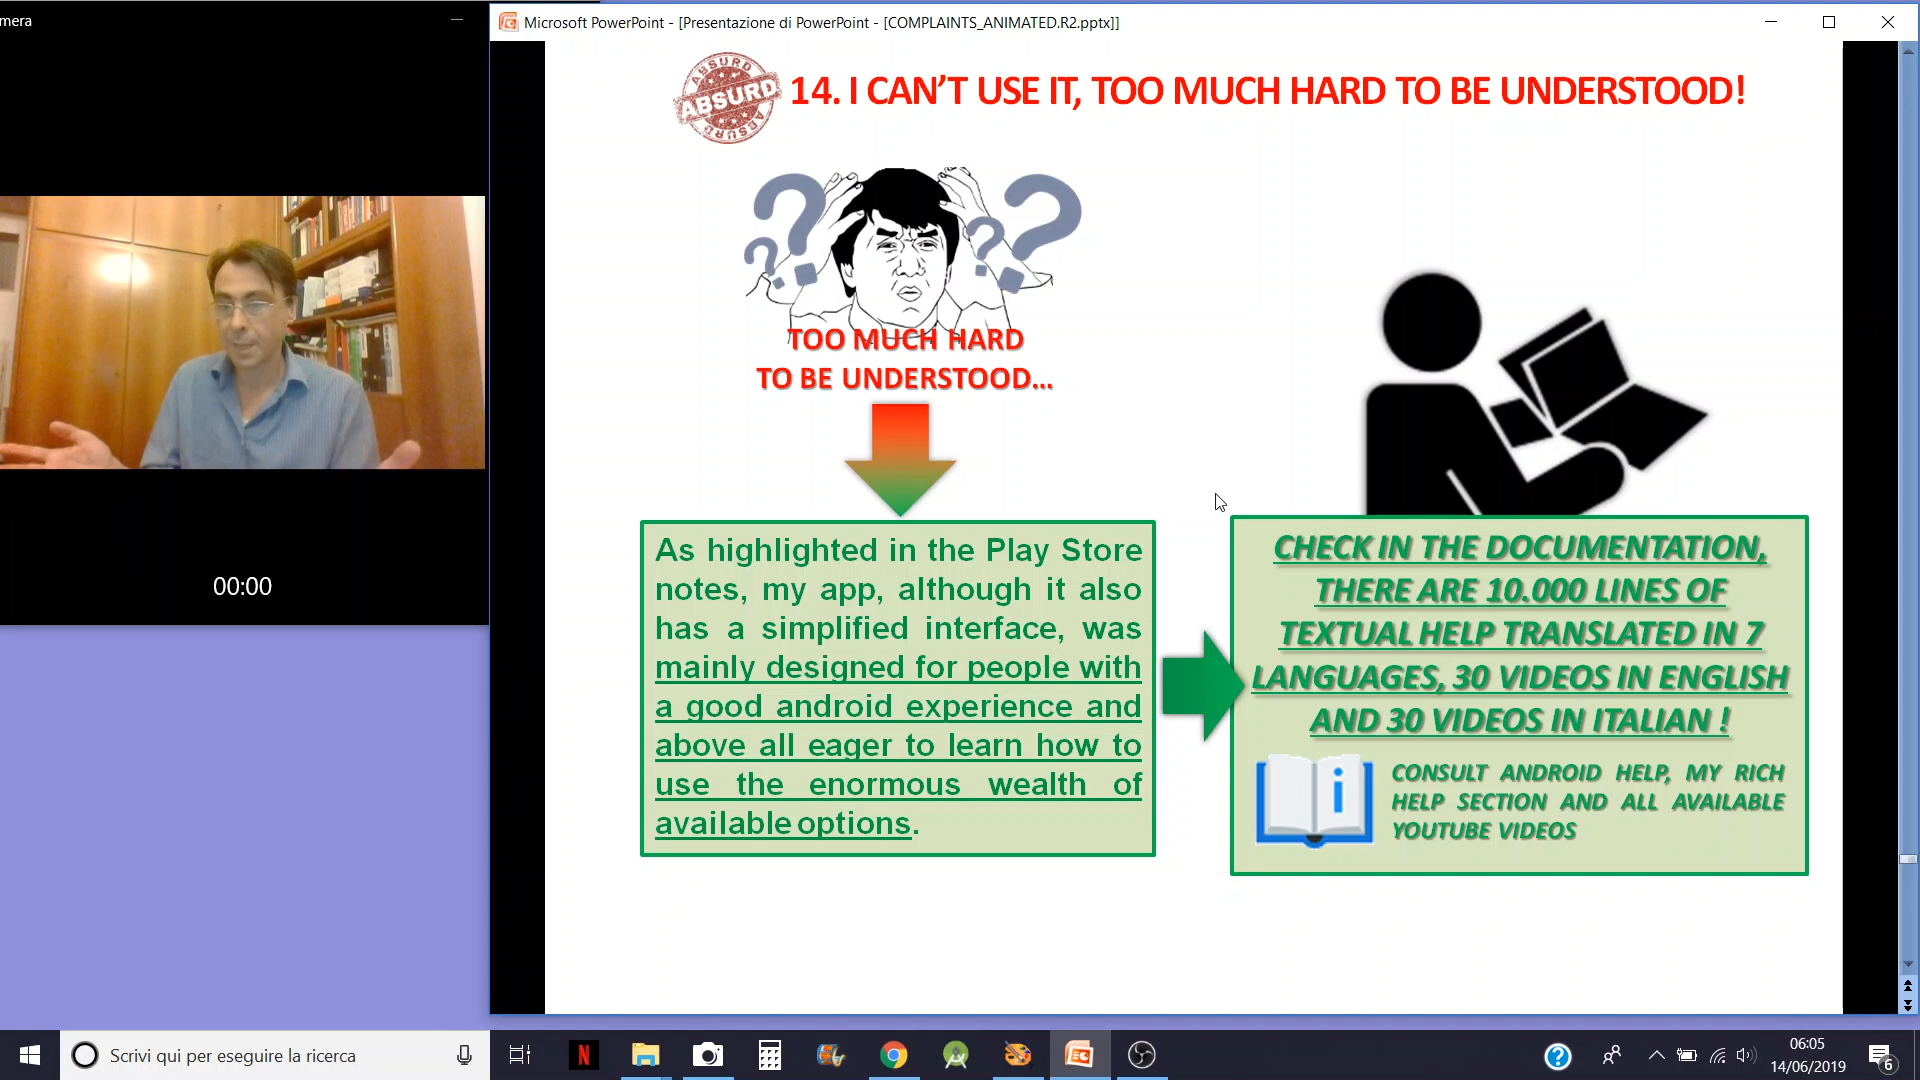 mera
Microsoft PowerPoint - [Presentazione di PowerPoint - [COMPLAINTS_ANIMATED.R2.pptx]]
ABSURD
ABSURD
ABSURD
14. I CAN'T USE IT, TOO MUCH HARD TO BE UNDERSTOOD!
TOO MUCH HARD
TO BE UNDERSTOOD...
As highlighted in the Play Store
notes, my app, although it also
has a simplified interface, was
mainly designed for people with
a good android experience and
above all eager to learn how to
use the enormous wealth of
available options.
CHECK IN THE DOCUMENTATION,
THERE ARE 10.000 LINES OF
TEXTUAL HELP TRANSLATED IN 7
LANGUAGES, 30 VIDEOS IN ENGLISH
AND 30 VIDEOS IN ITALIAN !
CONSULT ANDROID HELP, MY RICH
HELP SECTION AND ALL AVAILABLE
YOUTUBE VIDEOS
00:00
Scrivi qui per eseguire la ricerca
06:05
14/06/2019
6